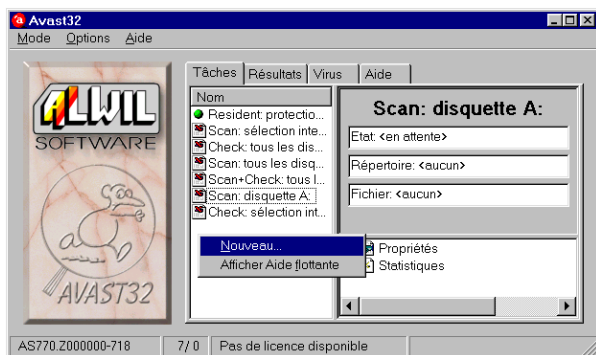 Avast32
Mode Options Aide
Tâches Résultats Virus Aide
ALWIL
SOFTWARE
AVAST32
Nom
Resident: protectio...
Scan: sélection inte...
Check: tous les dis...
Scan: tous les disq...
Scan+Check: tous l...
Scan: disquette A:
Check: sélection int...
Scan: disquette A:
Etat: <en attente>
Répertoire: <aucun>
Fichier: <aucun>
Nouveau...
Afficher Aide flottante
Propriétés
Statistiques
AS770.Z000000-718 7/ 0 Pas de licence disponible